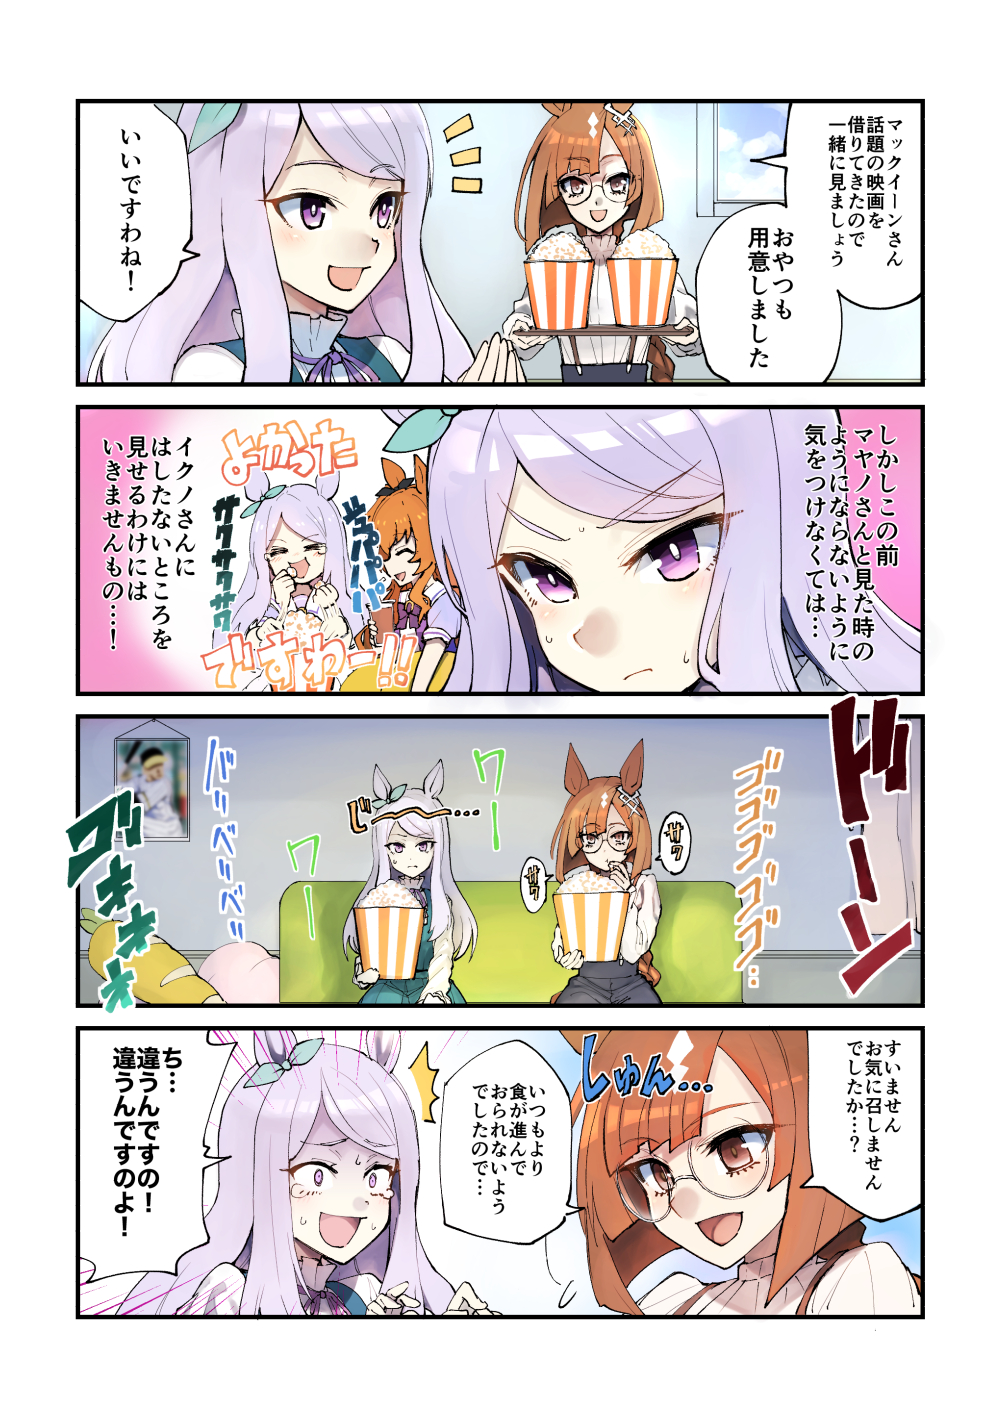 マックイーンさん
話題の映画を
借りてきたので
一緒に見ましょう
おやつも
用意しました
いいですわね！
しかしこの前
マヤノさんと見た時の
ようにならないように
気をつけなくては…
よかった
ですわー!!
サクサクサク
イクノさんに
はしたないところを
見せるわけには
いきませんもの…！
ドーン
ゴゴゴゴゴ…
サク
サク
ワー
ワー
じーっ…
バリバリバリ
すいません
お気に召しません
でしたか…？
しゅん…
いつもより
食が進んで
おられないよう
でしたので…
ち…
違うんですの！
違うんですのよ！